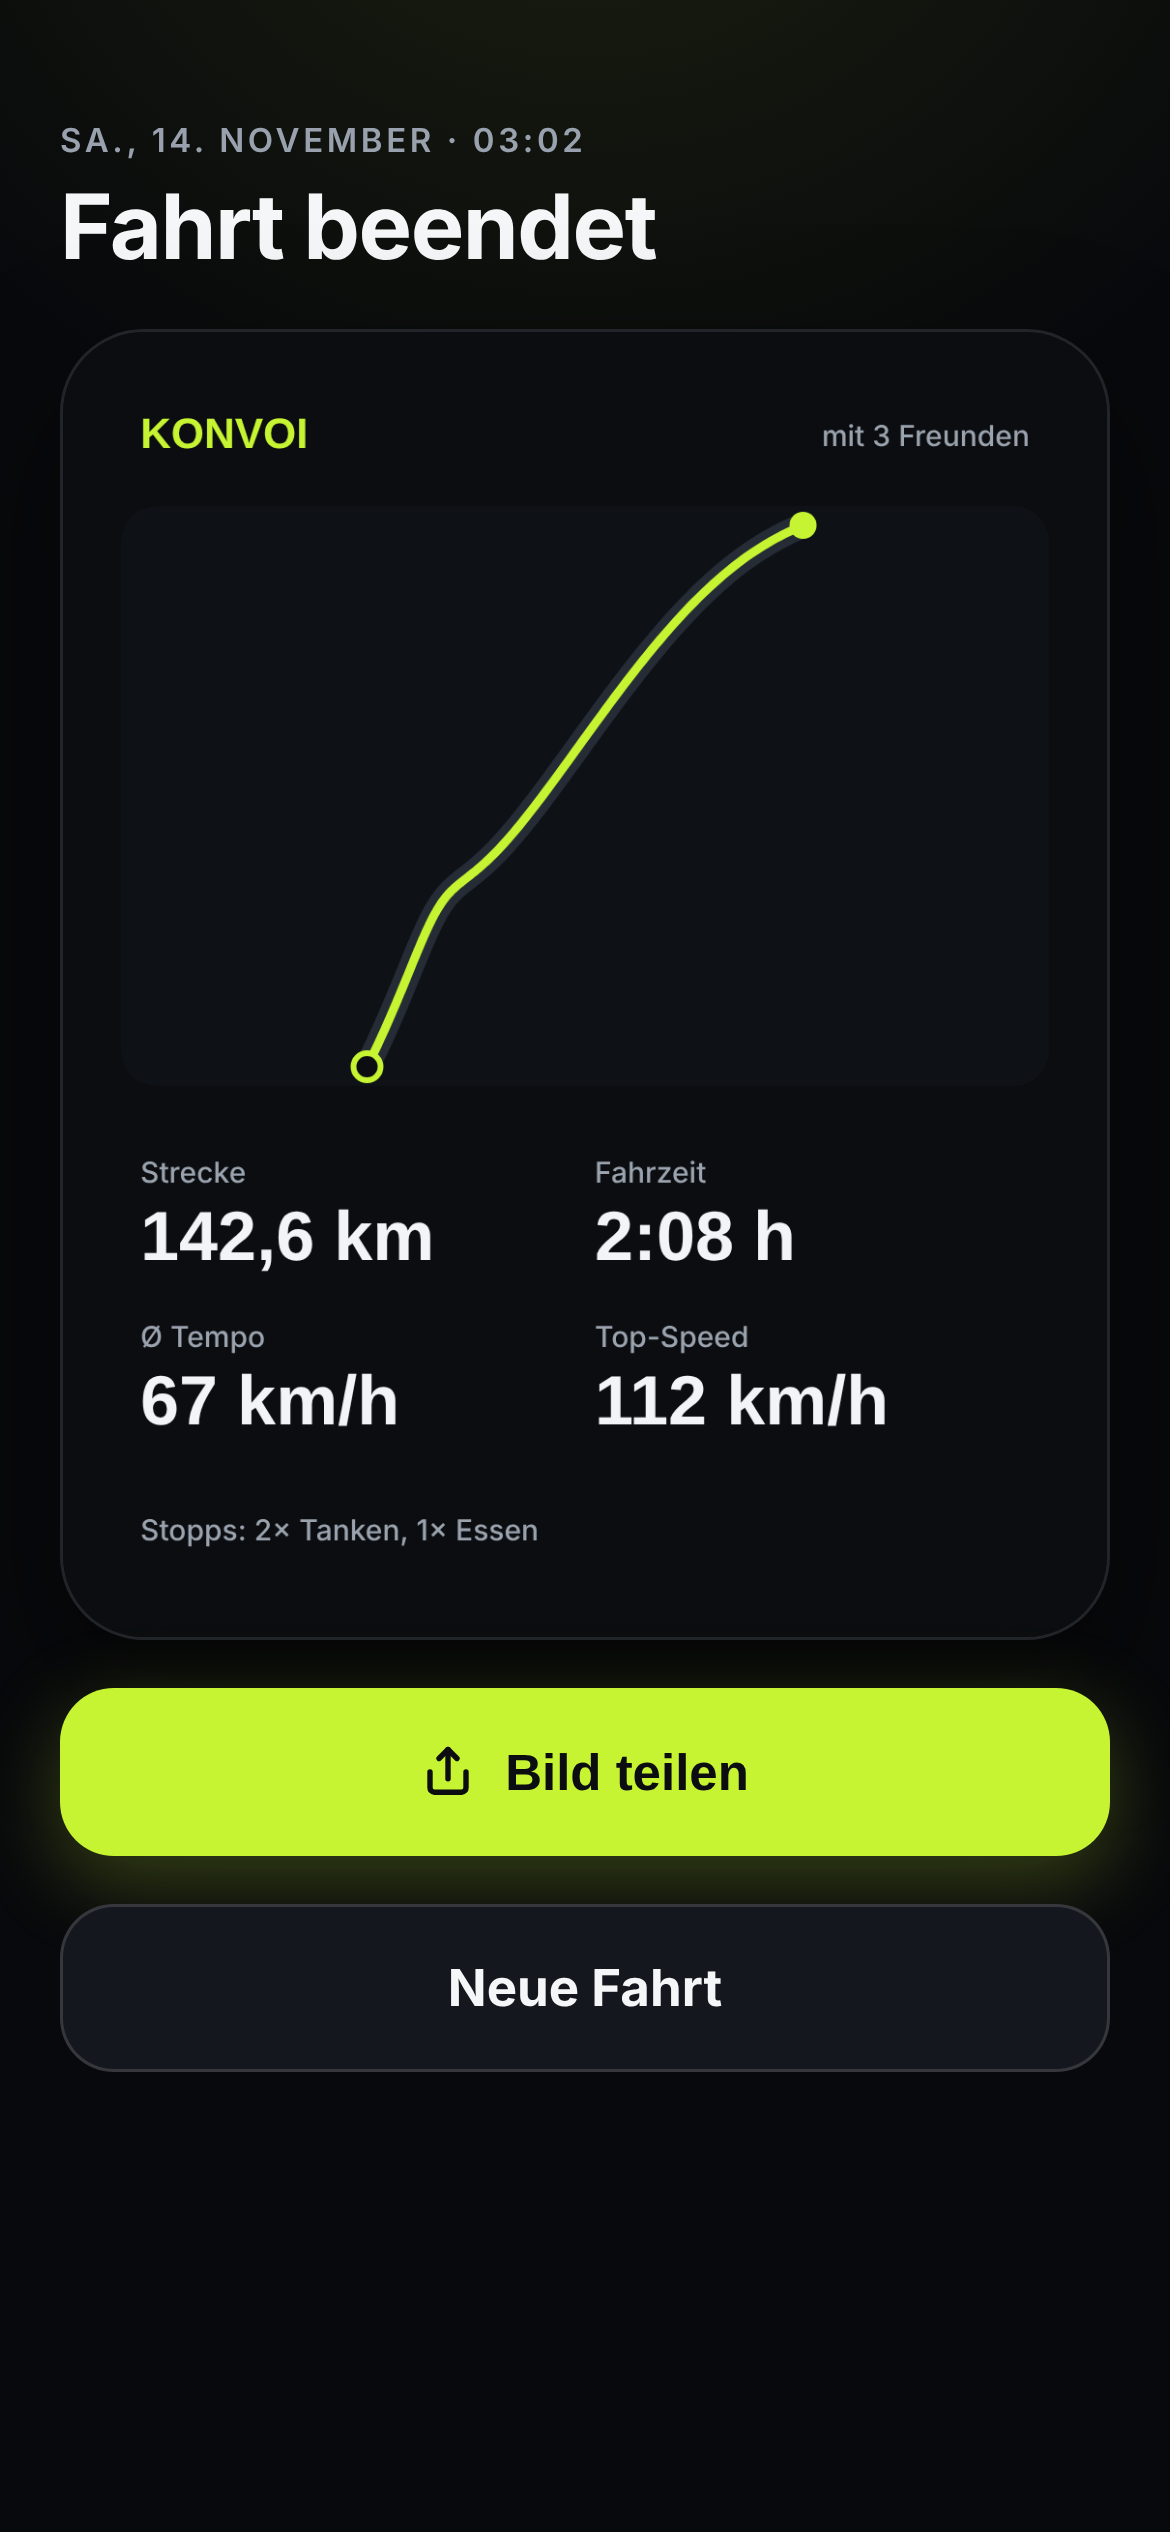 SA., 14. NOVEMBER · 03:02
Fahrt beendet
KONVOI
mit 3 Freunden
Strecke
142,6 km
Fahrzeit
2:08 h
Ø Tempo
67 km/h
Top-Speed
112 km/h
Stopps: 2× Tanken, 1× Essen
Bild teilen
Neue Fahrt